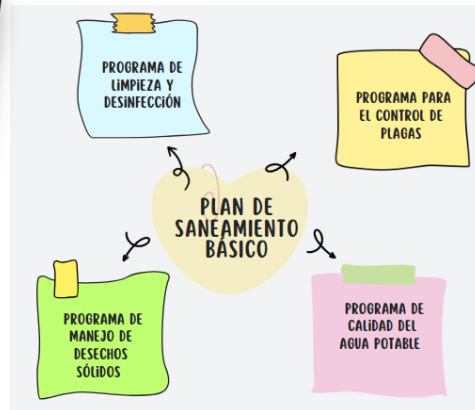 PROGRAMA DE
LIMPIEZA Y
DESINFECCIÓN
PROGRAMA PARA
EL CONTROL DE
PLAGAS
PLAN DE
SANEAMIENTO
BÁSICO
PROGRAMA DE
MANEJO DE
DESECHOS
SÓLIDOS
PROGRAMA DE
CALIDAD DEL
AGUA POTABLE